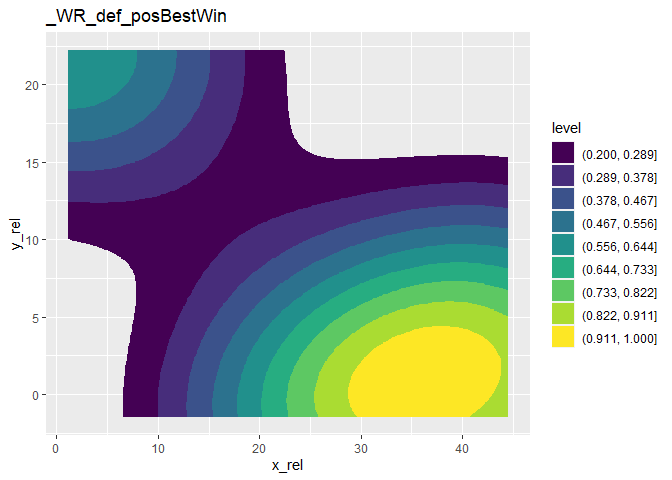 _WR_def_posBestWin
20
15
10
5
0
y_rel
0 10 20 30 40
x_rel
level
(0.200, 0.289]
(0.289, 0.378]
(0.378, 0.467]
(0.467, 0.556]
(0.556, 0.644]
(0.644, 0.733]
(0.733, 0.822]
(0.822, 0.911]
(0.911, 1.000]